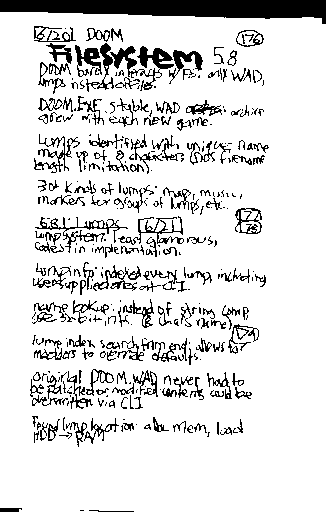 6/20 DOOM 176
Filesystem 5.8
DOOM barely interacts w/ FS: only WAD,
lumps instead of files.
DOOM.EXE stable, WAD archive
grew with each new game.
Lumps identified with unique name
made up of 8 characters (DOS filename
length limitation).
3 of kinds of lumps: map, music,
markers for groups of lumps, etc.
5.8.1 Lumps 6/21 177
lump system: least glamorous, 178
coolest in implementation.
lumpinfo indexed every lump, including
user supplied ones at CLI.
name lookup: instead of string comp,
use 32 bit ints. (8 chars name) 179
lump index search from end: allows for
modders to override defaults.
original DOOM.WAD never had to
be patched or modified contents could be
overwritten via CLI
Found lump location: alloc mem, load
HDD → RAM